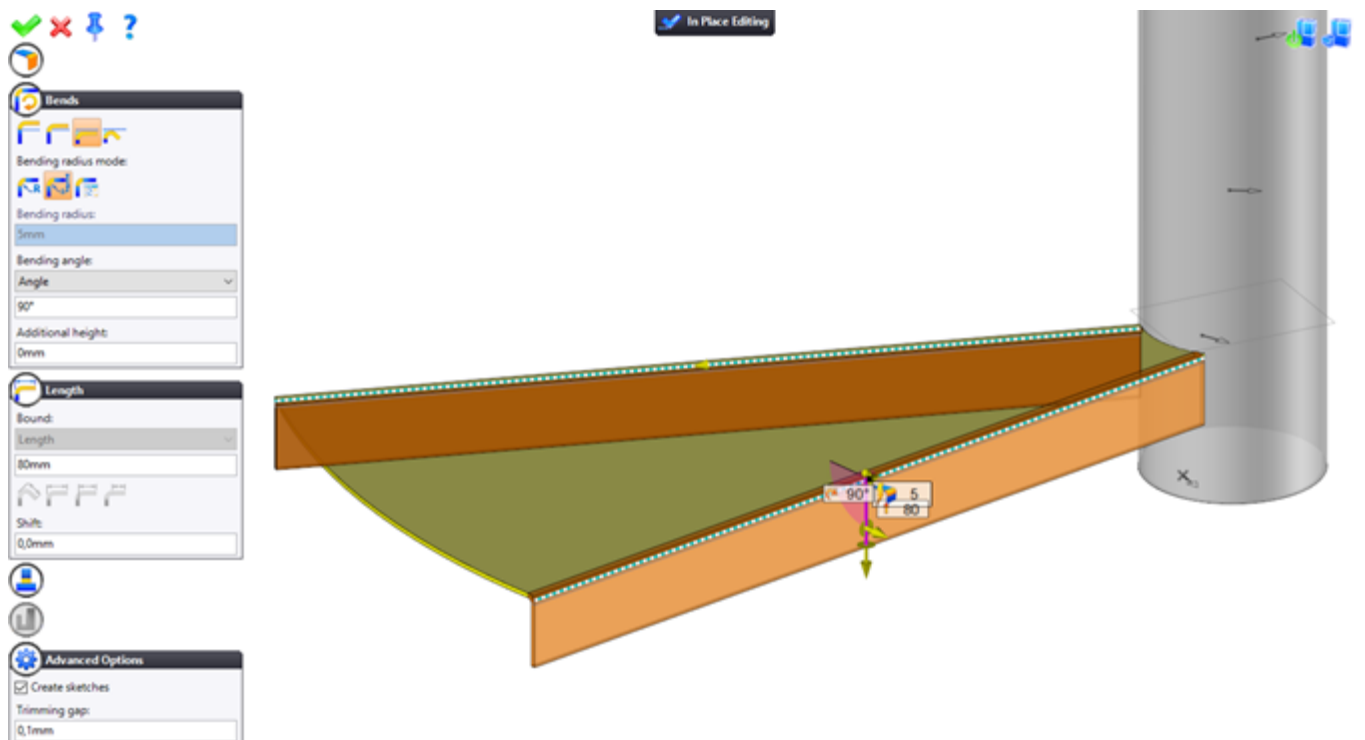 In Place Editing
Bends
Bending radius mode:
Bending radius:
5mm
Bending angle:
Angle
90°
Additional height:
0mm
Length
Bound:
Length
80mm
Shift:
0,0mm
Advanced Options
Create sketches
Trimming gap:
0,1mm
90° 5
80